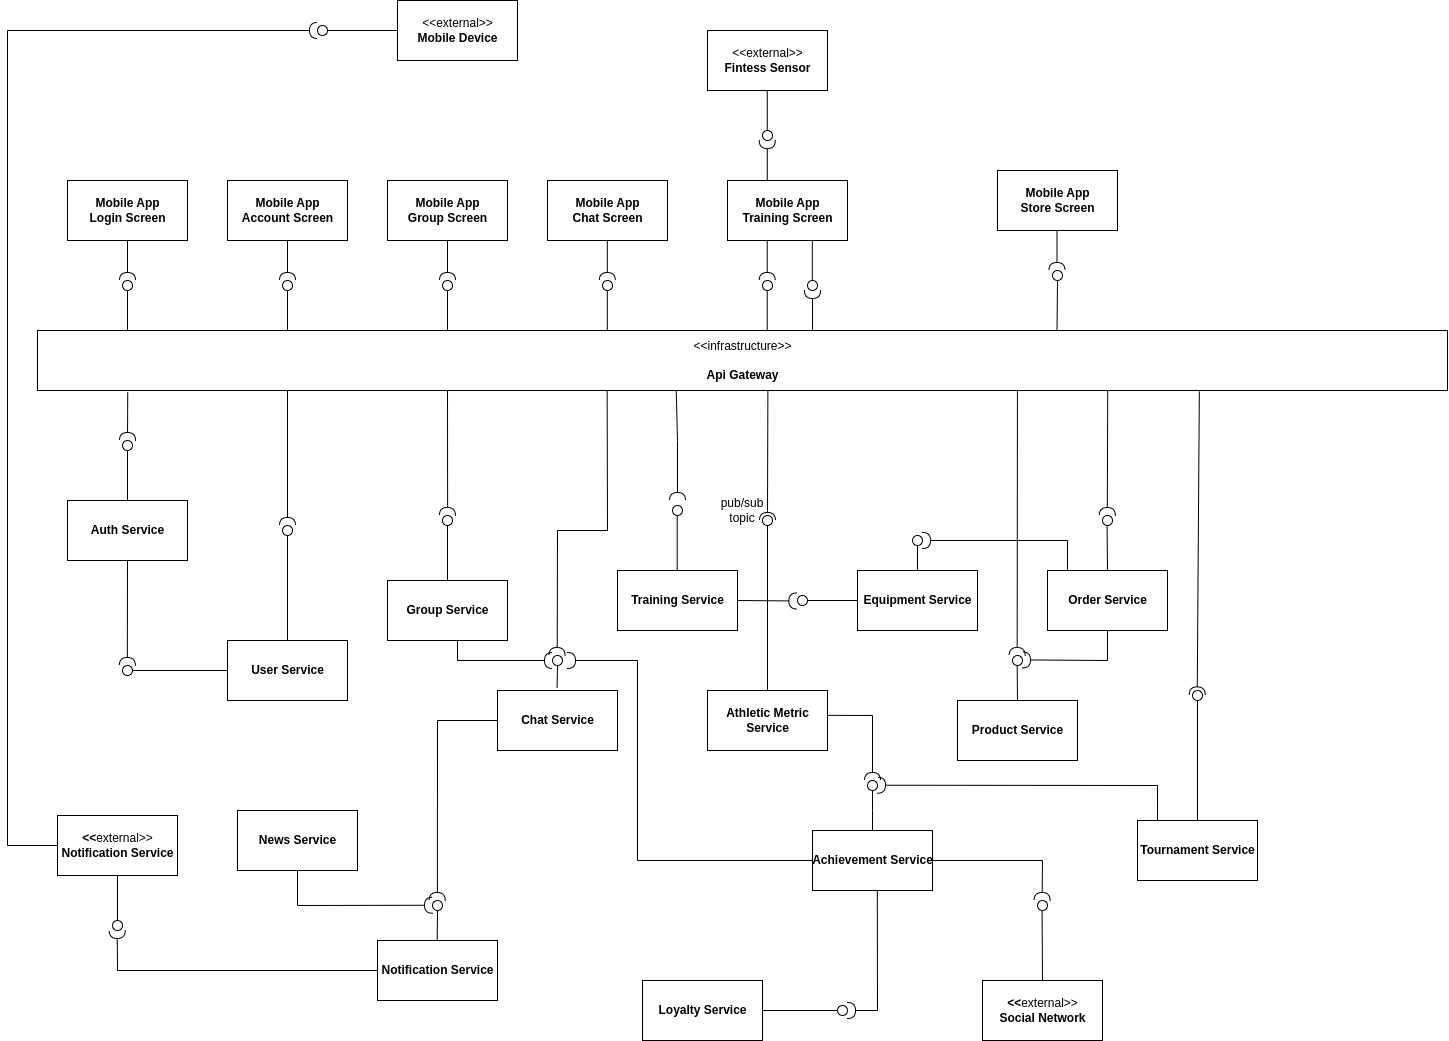 <<external>>
Mobile Device
<<external>>
Fintess Sensor
Mobile App
Login Screen
Mobile App
Account Screen
Mobile App
Group Screen
Mobile App
Chat Screen
Mobile App
Training Screen
Mobile App
Store Screen
<<infrastructure>>
Api Gateway
pub/sub
topic
Auth Service
Training Service
Equipment Service
Order Service
Group Service
User Service
Chat Service
Athletic Metric
Service
Product Service
<<external>>
Notification Service
News Service
Achievement Service
Tournament Service
Notification Service
Loyalty Service
<<external>>
Social Network